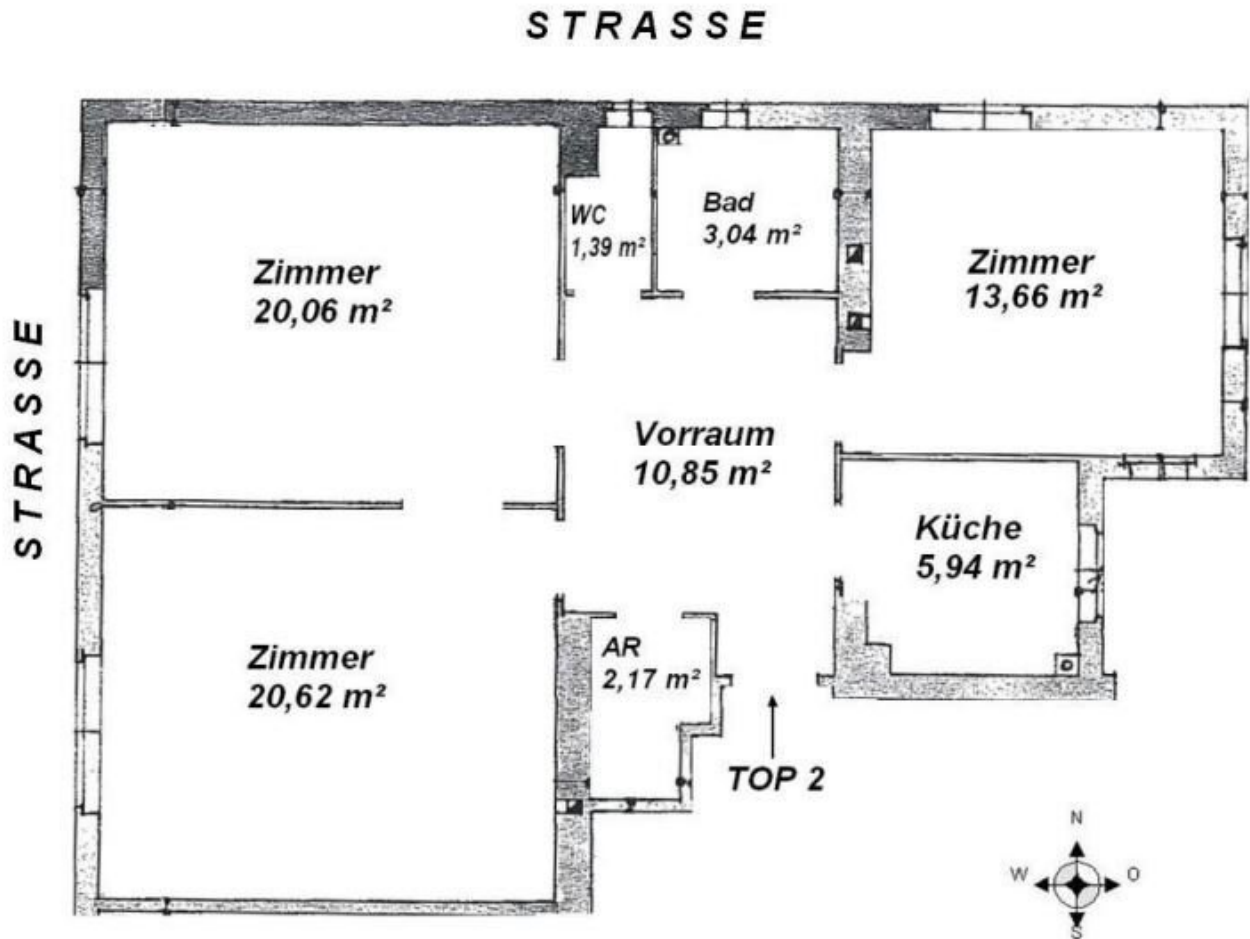 STRASSE
STRASSE
Zimmer
20,06 m²
WC
1,39 m²
Bad
3,04 m²
Zimmer
13,66 m²
Vorraum
10,85 m²
Küche
5,94 m²
Zimmer
20,62 m²
AR
2,17 m²
TOP 2
N
W
O
S